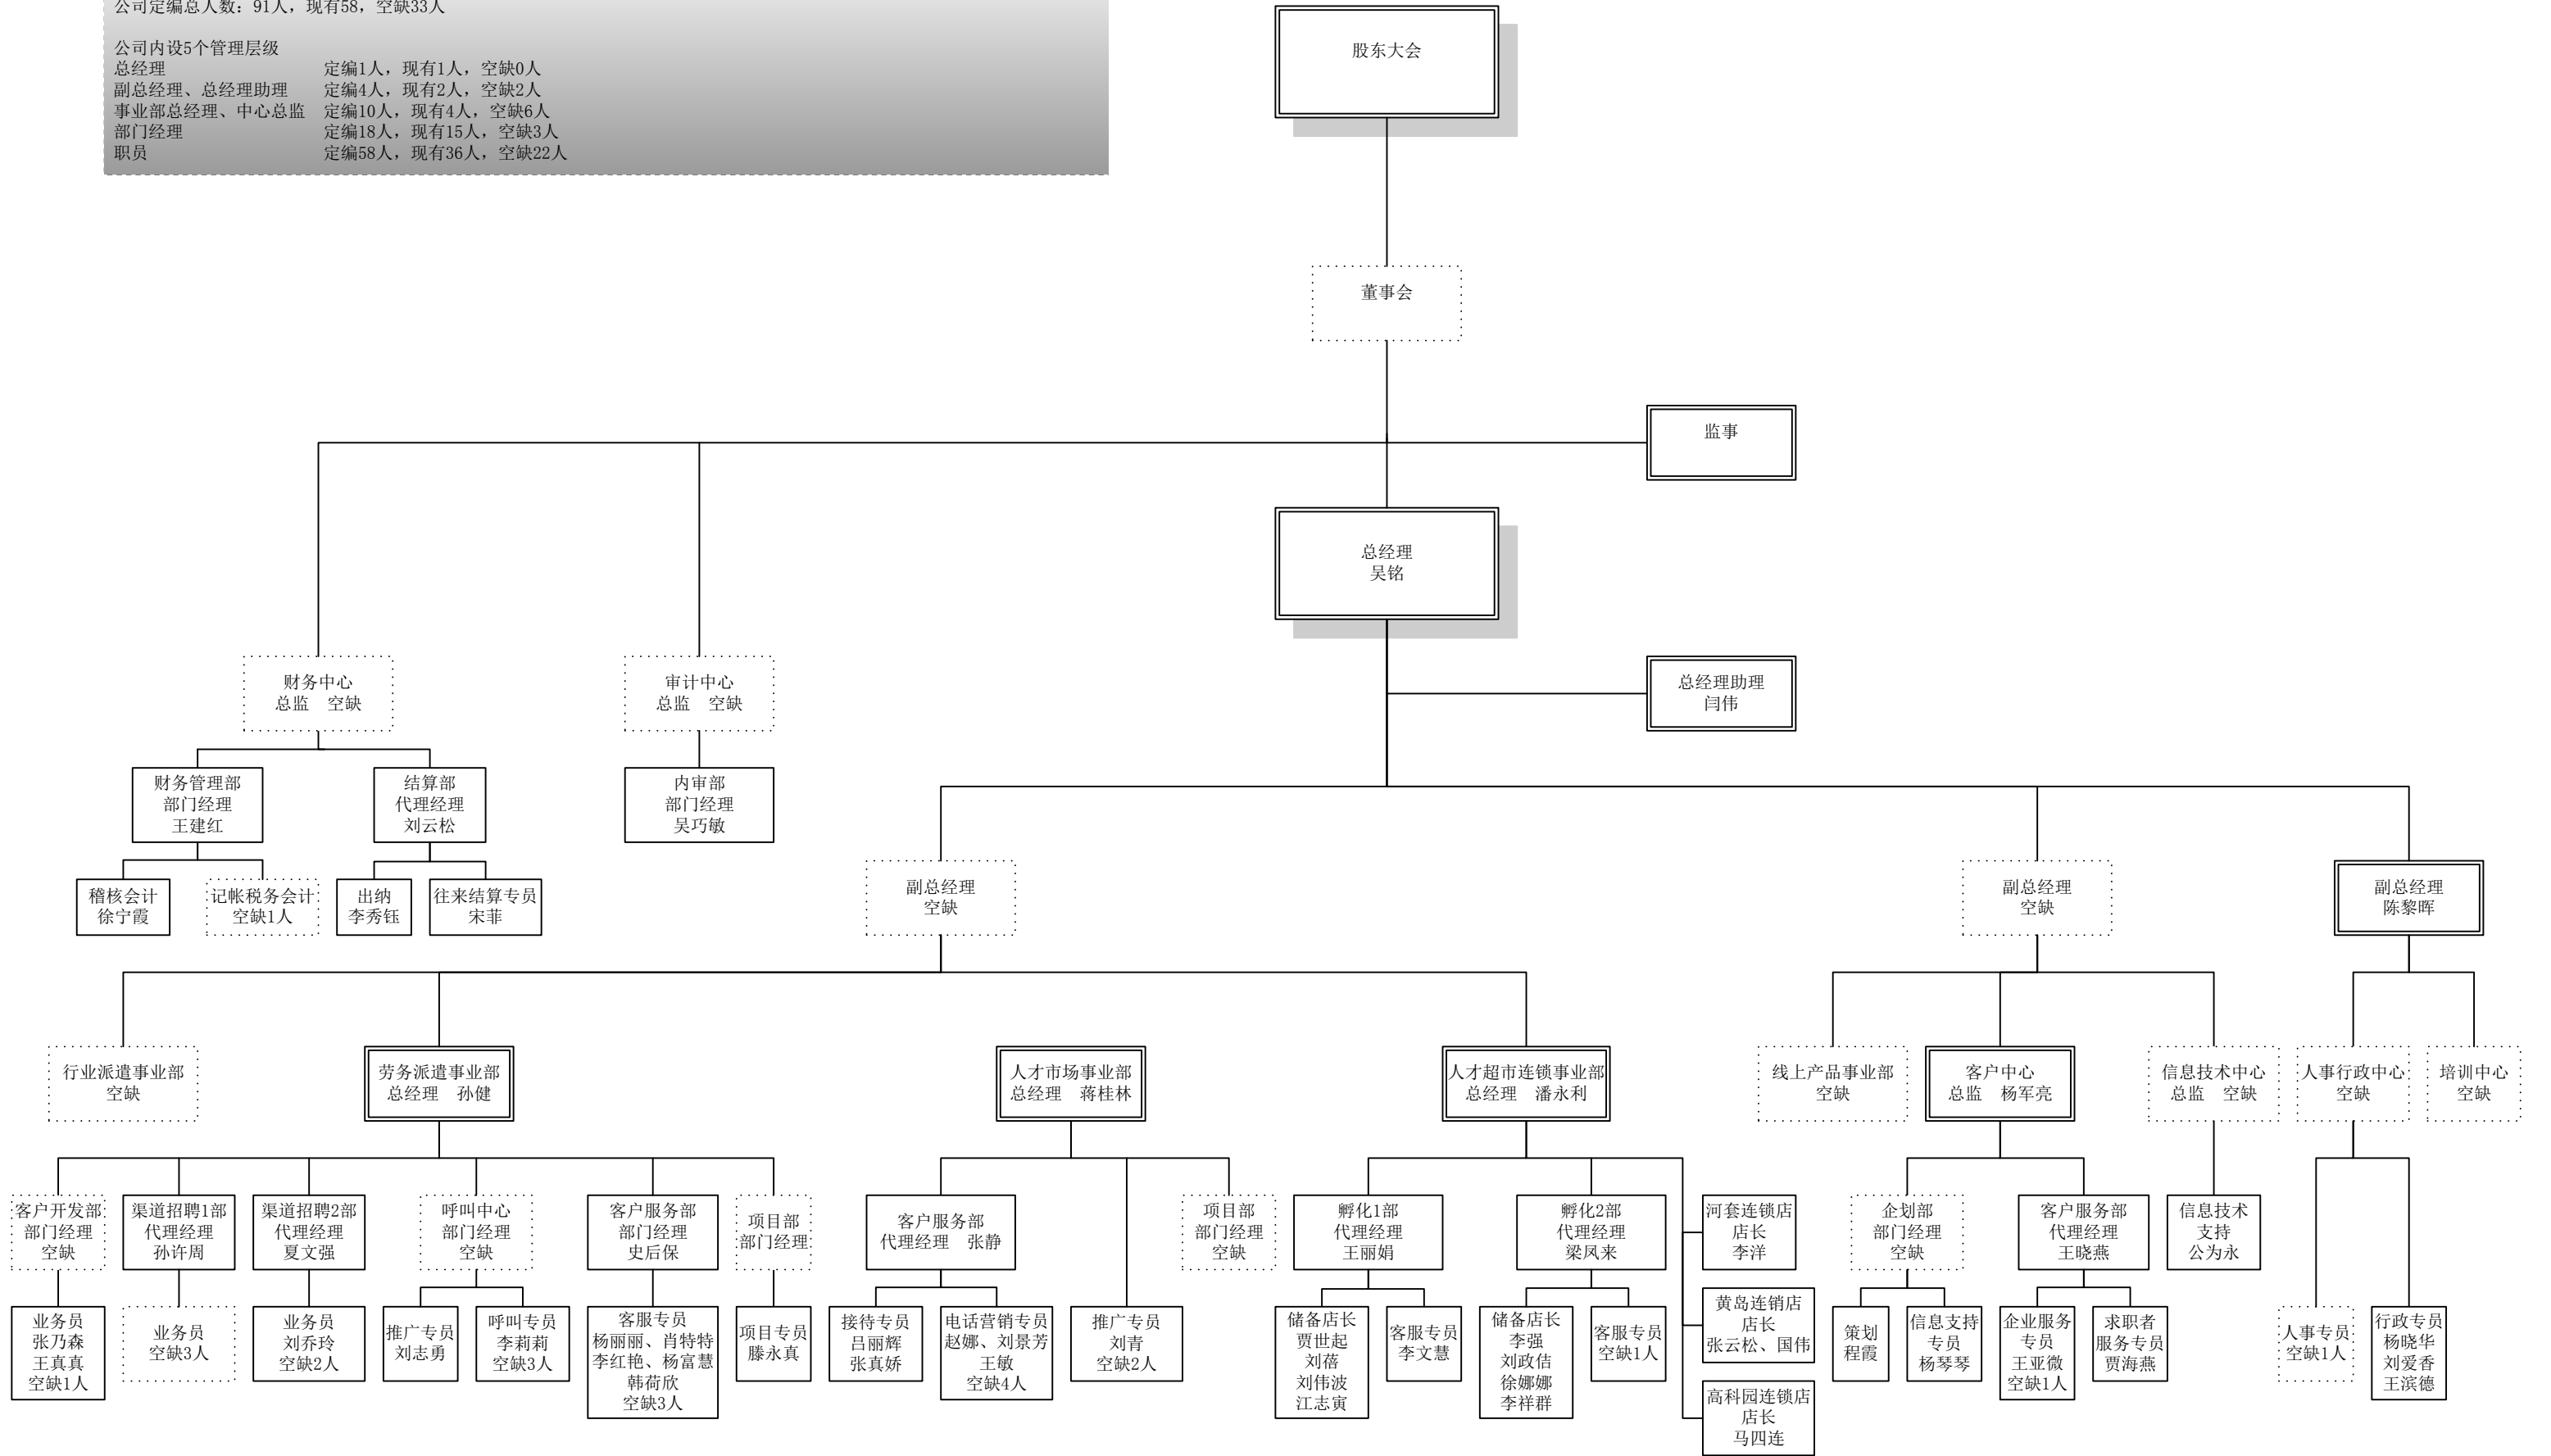 公司定编总人数：91人，现有58，空缺33人
公司内设5个管理层级
总经理 定编1人，现有1人，空缺0人
副总经理、总经理助理 定编4人，现有2人，空缺2人
事业部总经理、中心总监 定编10人，现有4人，空缺6人
部门经理 定编18人，现有15人，空缺3人
职员 定编58人，现有36人，空缺22人
股东大会
董事会
监事
总经理
吴铭
总经理助理
闫伟
财务中心
总监 空缺
审计中心
总监 空缺
财务管理部
部门经理
王建红
结算部
代理经理
刘云松
内审部
部门经理
吴巧敏
稽核会计
徐宁霞
记帐税务会计
空缺1人
出纳
李秀钰
往来结算专员
宋菲
副总经理
空缺
副总经理
空缺
副总经理
陈黎晖
行业派遣事业部
空缺
劳务派遣事业部
总经理 孙健
人才市场事业部
总经理 蒋桂林
人才超市连锁事业部
总经理 潘永利
线上产品事业部
空缺
客户中心
总监 杨军亮
信息技术中心
总监 空缺
人事行政中心
空缺
培训中心
空缺
客户开发部
部门经理
空缺
渠道招聘1部
代理经理
孙许周
渠道招聘2部
代理经理
夏文强
呼叫中心
部门经理
空缺
客户服务部
部门经理
史后保
项目部
部门经理
客户服务部
代理经理 张静
项目部
部门经理
空缺
孵化1部
代理经理
王丽娟
孵化2部
代理经理
梁凤来
河套连锁店
店长
李洋
企划部
部门经理
空缺
客户服务部
代理经理
王晓燕
信息技术
支持
公为永
业务员
张乃森
王真真
空缺1人
业务员
空缺3人
业务员
刘乔玲
空缺2人
推广专员
刘志勇
呼叫专员
李莉莉
空缺3人
客服专员
杨丽丽、肖特特
李红艳、杨富慧
韩荷欣
空缺3人
项目专员
滕永真
接待专员
吕丽辉
张真娇
电话营销专员
赵娜、刘景芳
王敏
空缺4人
推广专员
刘青
空缺2人
储备店长
贾世起
刘蓓
刘伟波
江志寅
客服专员
李文慧
储备店长
李强
刘政佶
徐娜娜
李祥群
客服专员
空缺1人
黄岛连销店
店长
张云松、国伟
高科园连锁店
店长
马四连
策划
程霞
信息支持
专员
杨琴琴
企业服务
专员
王亚微
空缺1人
求职者
服务专员
贾海燕
人事专员
空缺1人
行政专员
杨晓华
刘爱香
王滨德